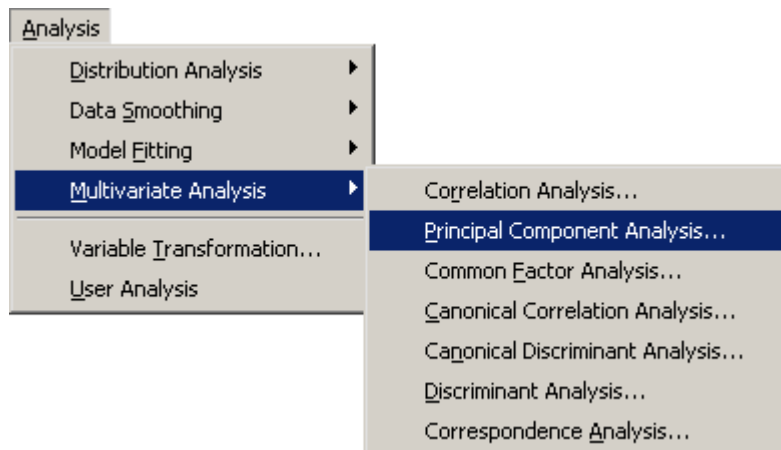 Analysis
Distribution Analysis
Data Smoothing
Model Fitting
Multivariate Analysis
Variable Transformation...
User Analysis
Correlation Analysis...
Principal Component Analysis...
Common Factor Analysis...
Canonical Correlation Analysis...
Canonical Discriminant Analysis...
Discriminant Analysis...
Correspondence Analysis...